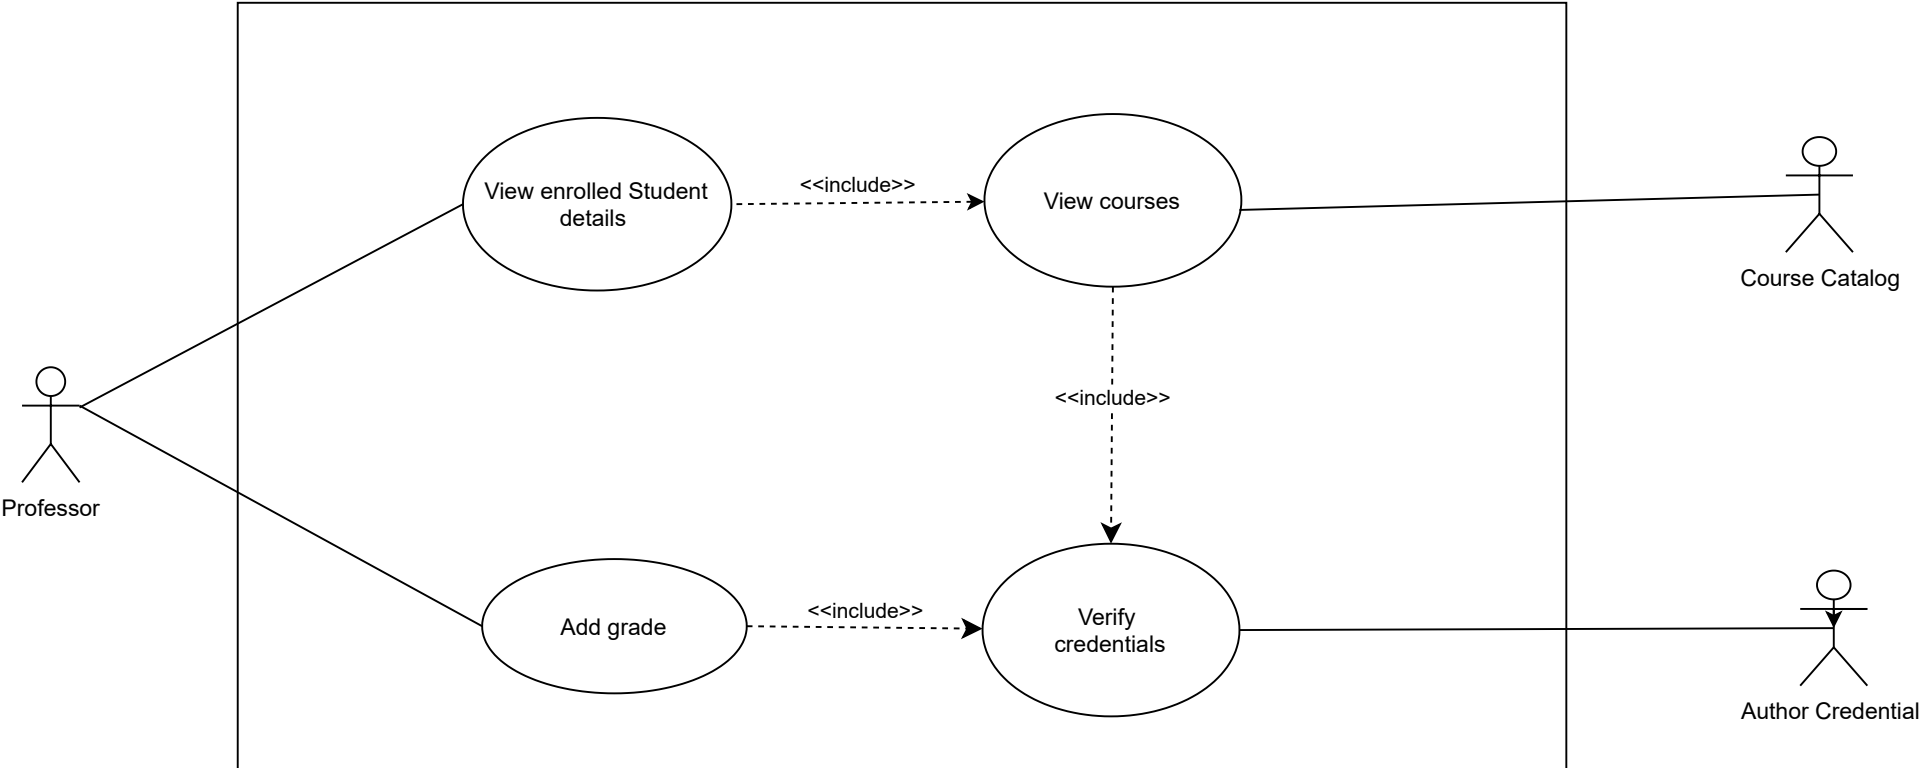 View enrolled Student
details
<<include>>
View courses
Course Catalog
<<include>>
Professor
Add grade
<<include>>
Verify
credentials
Author Credential